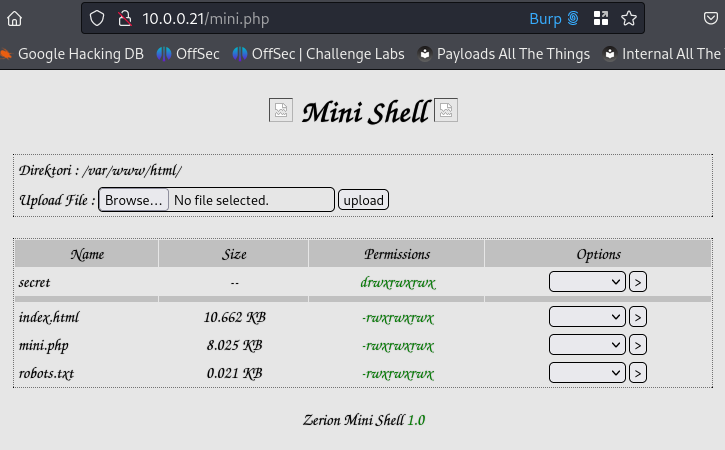 10.0.0.21/mini.php Burp
Google Hacking DB OffSec OffSec | Challenge Labs Payloads All The Things Internal All The
Mini Shell
Direktori : /var/www/html/
Upload File : Browse… No file selected. upload
Name Size Permissions Options
secret -- drwxrwxrwx >
index.html 10.662 KB -rwxrwxrwx >
mini.php 8.025 KB -rwxrwxrwx >
robots.txt 0.021 KB -rwxrwxrwx >
Zerion Mini Shell 1.0